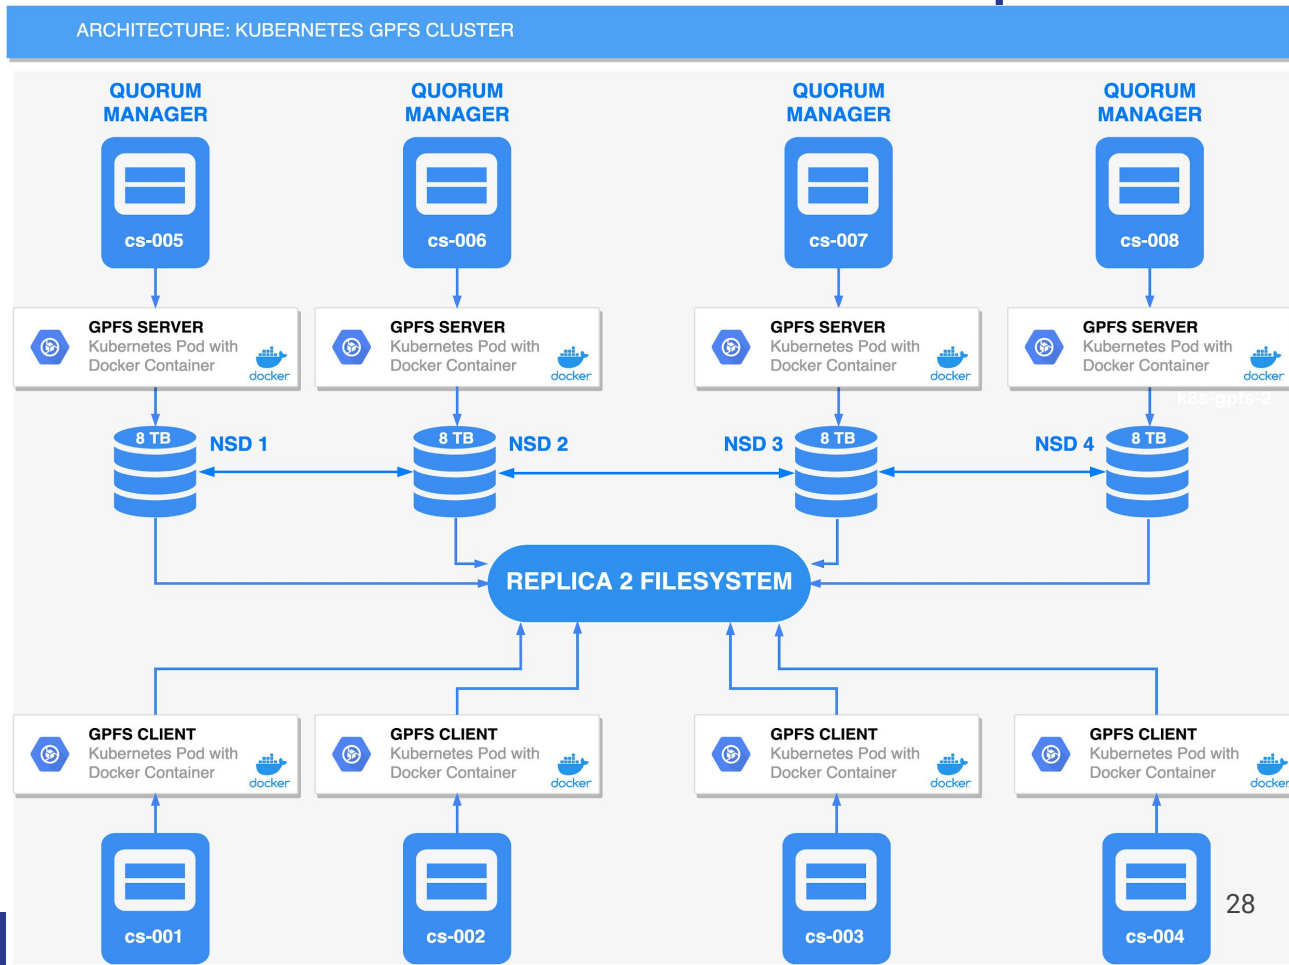 ARCHITECTURE: KUBERNETES GPFS CLUSTER
QUORUM
MANAGER
QUORUM
MANAGER
QUORUM
MANAGER
QUORUM
MANAGER
cs-005
cs-006
cs-007
cs-008
GPFS SERVER
Kubernetes Pod with
Docker Container
docker
GPFS SERVER
Kubernetes Pod with
Docker Container
docker
GPFS SERVER
Kubernetes Pod with
Docker Container
docker
GPFS SERVER
Kubernetes Pod with
Docker Container
docker
k8s-gpfs-2
8 TB
NSD 1
8 TB
NSD 2
NSD 3
8 TB
NSD 4
8 TB
REPLICA 2 FILESYSTEM
GPFS CLIENT
Kubernetes Pod with
Docker Container
docker
GPFS CLIENT
Kubernetes Pod with
Docker Container
docker
GPFS CLIENT
Kubernetes Pod with
Docker Container
docker
GPFS CLIENT
Kubernetes Pod with
Docker Container
docker
cs-001
cs-002
cs-003
cs-004
28